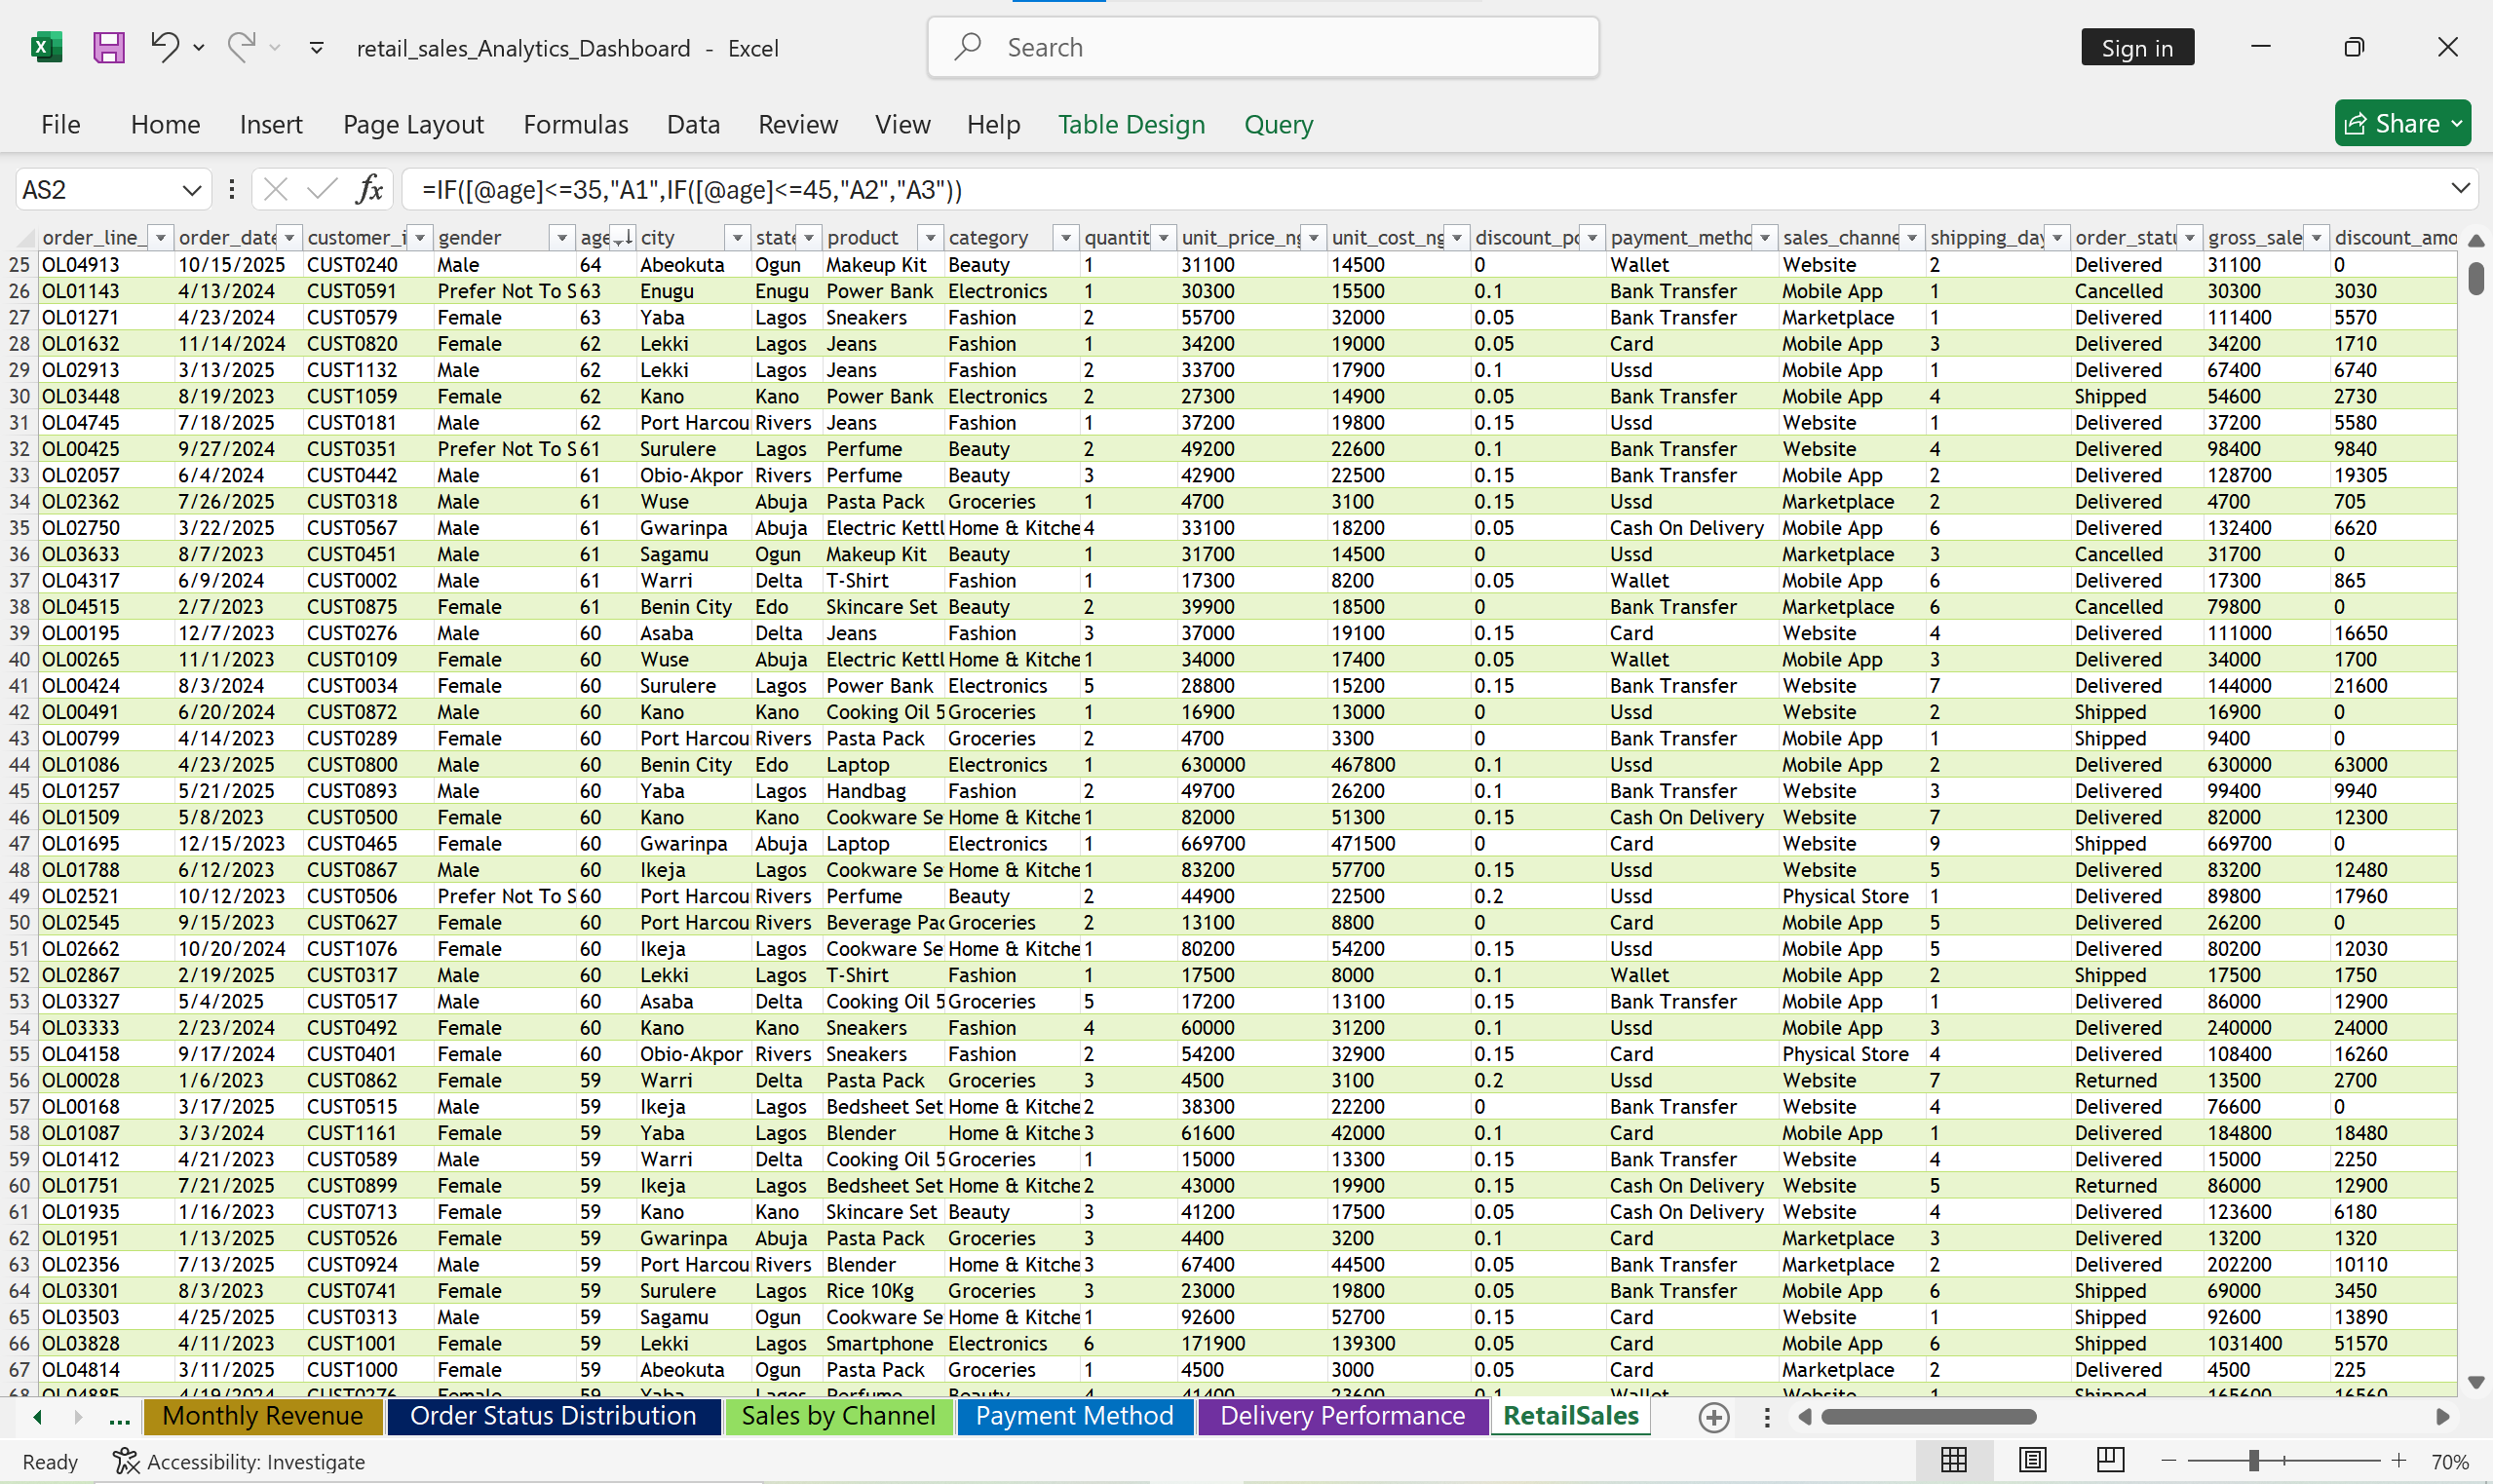 retail_sales_Analytics_Dashboard - Excel
Search
Sign in
File Home Insert Page Layout Formulas Data Review View Help Table Design Query
Share
AS2 fx =IF([@age]<=35,"A1",IF([@age]<=45,"A2","A3"))
order_line_ order_date customer_i gender age city state product category quantit unit_price_ng unit_cost_ng discount_pc payment_metho sales_channe shipping_day order_statu gross_sale discount_amo
25 OL04913 10/15/2025 CUST0240 Male 64 Abeokuta Ogun Makeup Kit Beauty 1 31100 14500 0 Wallet Website 2 Delivered 31100 0
26 OL01143 4/13/2024 CUST0591 Prefer Not To S 63 Enugu Enugu Power Bank Electronics 1 30300 15500 0.1 Bank Transfer Mobile App 1 Cancelled 30300 3030
27 OL01271 4/23/2024 CUST0579 Female 63 Yaba Lagos Sneakers Fashion 2 55700 32000 0.05 Bank Transfer Marketplace 1 Delivered 111400 5570
28 OL01632 11/14/2024 CUST0820 Female 62 Lekki Lagos Jeans Fashion 1 34200 19000 0.05 Card Mobile App 3 Delivered 34200 1710
29 OL02913 3/13/2025 CUST1132 Male 62 Lekki Lagos Jeans Fashion 2 33700 17900 0.1 Ussd Mobile App 1 Delivered 67400 6740
30 OL03448 8/19/2023 CUST1059 Female 62 Kano Kano Power Bank Electronics 2 27300 14900 0.05 Bank Transfer Mobile App 4 Shipped 54600 2730
31 OL04745 7/18/2025 CUST0181 Male 62 Port Harcou Rivers Jeans Fashion 1 37200 19800 0.15 Ussd Website 1 Delivered 37200 5580
32 OL00425 9/27/2024 CUST0351 Prefer Not To S 61 Surulere Lagos Perfume Beauty 2 49200 22600 0.1 Bank Transfer Website 4 Delivered 98400 9840
33 OL02057 6/4/2024 CUST0442 Male 61 Obio-Akpor Rivers Perfume Beauty 3 42900 22500 0.15 Bank Transfer Mobile App 2 Delivered 128700 19305
34 OL02362 7/26/2025 CUST0318 Male 61 Wuse Abuja Pasta Pack Groceries 1 4700 3100 0.15 Ussd Marketplace 2 Delivered 4700 705
35 OL02750 3/22/2025 CUST0567 Male 61 Gwarinpa Abuja Electric Kettl Home & Kitche 4 33100 18200 0.05 Cash On Delivery Mobile App 6 Delivered 132400 6620
36 OL03633 8/7/2023 CUST0451 Male 61 Sagamu Ogun Makeup Kit Beauty 1 31700 14500 0 Ussd Marketplace 3 Cancelled 31700 0
37 OL04317 6/9/2024 CUST0002 Male 61 Warri Delta T-Shirt Fashion 1 17300 8200 0.05 Wallet Mobile App 6 Delivered 17300 865
38 OL04515 2/7/2023 CUST0875 Female 61 Benin City Edo Skincare Set Beauty 2 39900 18500 0 Bank Transfer Marketplace 6 Cancelled 79800 0
39 OL00195 12/7/2023 CUST0276 Male 60 Asaba Delta Jeans Fashion 3 37000 19100 0.15 Card Website 4 Delivered 111000 16650
40 OL00265 11/1/2023 CUST0109 Female 60 Wuse Abuja Electric Kettl Home & Kitche 1 34000 17400 0.05 Wallet Mobile App 3 Delivered 34000 1700
41 OL00424 8/3/2024 CUST0034 Female 60 Surulere Lagos Power Bank Electronics 5 28800 15200 0.15 Bank Transfer Website 7 Delivered 144000 21600
42 OL00491 6/20/2024 CUST0872 Male 60 Kano Kano Cooking Oil 5 Groceries 1 16900 13000 0 Ussd Website 2 Shipped 16900 0
43 OL00799 4/14/2023 CUST0289 Female 60 Port Harcou Rivers Pasta Pack Groceries 2 4700 3300 0 Bank Transfer Mobile App 1 Shipped 9400 0
44 OL01086 4/23/2025 CUST0800 Male 60 Benin City Edo Laptop Electronics 1 630000 467800 0.1 Ussd Mobile App 2 Delivered 630000 63000
45 OL01257 5/21/2025 CUST0893 Male 60 Yaba Lagos Handbag Fashion 2 49700 26200 0.1 Bank Transfer Website 3 Delivered 99400 9940
46 OL01509 5/8/2023 CUST0500 Female 60 Kano Kano Cookware Se Home & Kitche 1 82000 51300 0.15 Cash On Delivery Website 7 Delivered 82000 12300
47 OL01695 12/15/2023 CUST0465 Female 60 Gwarinpa Abuja Laptop Electronics 1 669700 471500 0 Card Website 9 Shipped 669700 0
48 OL01788 6/12/2023 CUST0867 Male 60 Ikeja Lagos Cookware Se Home & Kitche 1 83200 57700 0.15 Ussd Website 5 Delivered 83200 12480
49 OL02521 10/12/2023 CUST0506 Prefer Not To S 60 Port Harcou Rivers Perfume Beauty 2 44900 22500 0.2 Ussd Physical Store 1 Delivered 89800 17960
50 OL02545 9/15/2023 CUST0627 Female 60 Port Harcou Rivers Beverage Pac Groceries 2 13100 8800 0 Card Mobile App 5 Delivered 26200 0
51 OL02662 10/20/2024 CUST1076 Female 60 Ikeja Lagos Cookware Se Home & Kitche 1 80200 54200 0.15 Ussd Mobile App 5 Delivered 80200 12030
52 OL02867 2/19/2025 CUST0317 Male 60 Lekki Lagos T-Shirt Fashion 1 17500 8000 0.1 Wallet Mobile App 2 Shipped 17500 1750
53 OL03327 5/4/2025 CUST0517 Male 60 Asaba Delta Cooking Oil 5 Groceries 5 17200 13100 0.15 Bank Transfer Mobile App 1 Delivered 86000 12900
54 OL03333 2/23/2024 CUST0492 Female 60 Kano Kano Sneakers Fashion 4 60000 31200 0.1 Ussd Mobile App 3 Delivered 240000 24000
55 OL04158 9/17/2024 CUST0401 Female 60 Obio-Akpor Rivers Sneakers Fashion 2 54200 32900 0.15 Card Physical Store 4 Delivered 108400 16260
56 OL00028 1/6/2023 CUST0862 Female 59 Warri Delta Pasta Pack Groceries 3 4500 3100 0.2 Ussd Website 7 Returned 13500 2700
57 OL00168 3/17/2025 CUST0515 Male 59 Ikeja Lagos Bedsheet Set Home & Kitche 2 38300 22200 0 Bank Transfer Website 4 Delivered 76600 0
58 OL01087 3/3/2024 CUST1161 Female 59 Yaba Lagos Blender Home & Kitche 3 61600 42000 0.1 Card Mobile App 1 Delivered 184800 18480
59 OL01412 4/21/2023 CUST0589 Male 59 Warri Delta Cooking Oil 5 Groceries 1 15000 13300 0.15 Bank Transfer Website 4 Delivered 15000 2250
60 OL01751 7/21/2025 CUST0899 Female 59 Ikeja Lagos Bedsheet Set Home & Kitche 2 43000 19900 0.15 Cash On Delivery Website 5 Returned 86000 12900
61 OL01935 1/16/2023 CUST0713 Female 59 Kano Kano Skincare Set Beauty 3 41200 17500 0.05 Cash On Delivery Website 4 Delivered 123600 6180
62 OL01951 1/13/2025 CUST0526 Female 59 Gwarinpa Abuja Pasta Pack Groceries 3 4400 3200 0.1 Card Marketplace 3 Delivered 13200 1320
63 OL02356 7/13/2025 CUST0924 Male 59 Port Harcou Rivers Blender Home & Kitche 3 67400 44500 0.05 Bank Transfer Marketplace 2 Delivered 202200 10110
64 OL03301 8/3/2023 CUST0741 Female 59 Surulere Lagos Rice 10Kg Groceries 3 23000 19800 0.05 Bank Transfer Mobile App 6 Shipped 69000 3450
65 OL03503 4/25/2025 CUST0313 Male 59 Sagamu Ogun Cookware Se Home & Kitche 1 92600 52700 0.15 Card Website 1 Shipped 92600 13890
66 OL03828 4/11/2023 CUST1001 Female 59 Lekki Lagos Smartphone Electronics 6 171900 139300 0.05 Card Mobile App 6 Shipped 1031400 51570
67 OL04814 3/11/2025 CUST1000 Female 59 Abeokuta Ogun Pasta Pack Groceries 1 4500 3000 0.05 Card Marketplace 2 Delivered 4500 225
68 OL04885 4/19/2024 CUST0276 Female 59 Yaba Lagos Perfume Beauty 4 41400 23600 0.1 Wallet Website 1 Shipped 165600 16560
... Monthly Revenue Order Status Distribution Sales by Channel Payment Method Delivery Performance RetailSales
Ready Accessibility: Investigate 70%